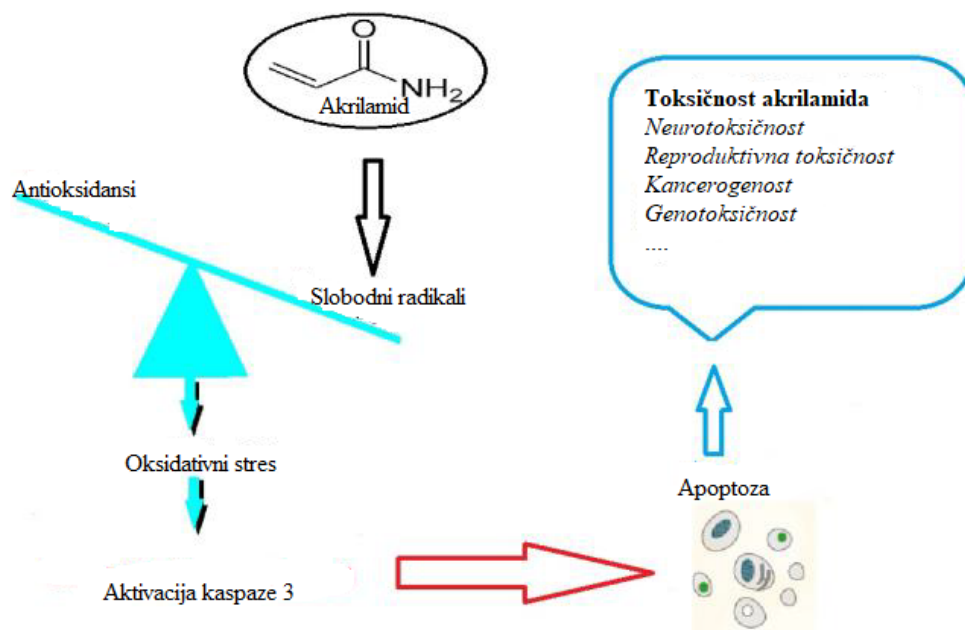 O
NH2
Akrilamid
Toksičnost akrilamida
Neurotoksičnost
Reproduktivna toksičnost
Kancerogenost
Genotoksičnost
....
Antioksidansi
Slobodni radikali
Oksidativni stres
Apoptoza
Aktivacija kaspaze 3